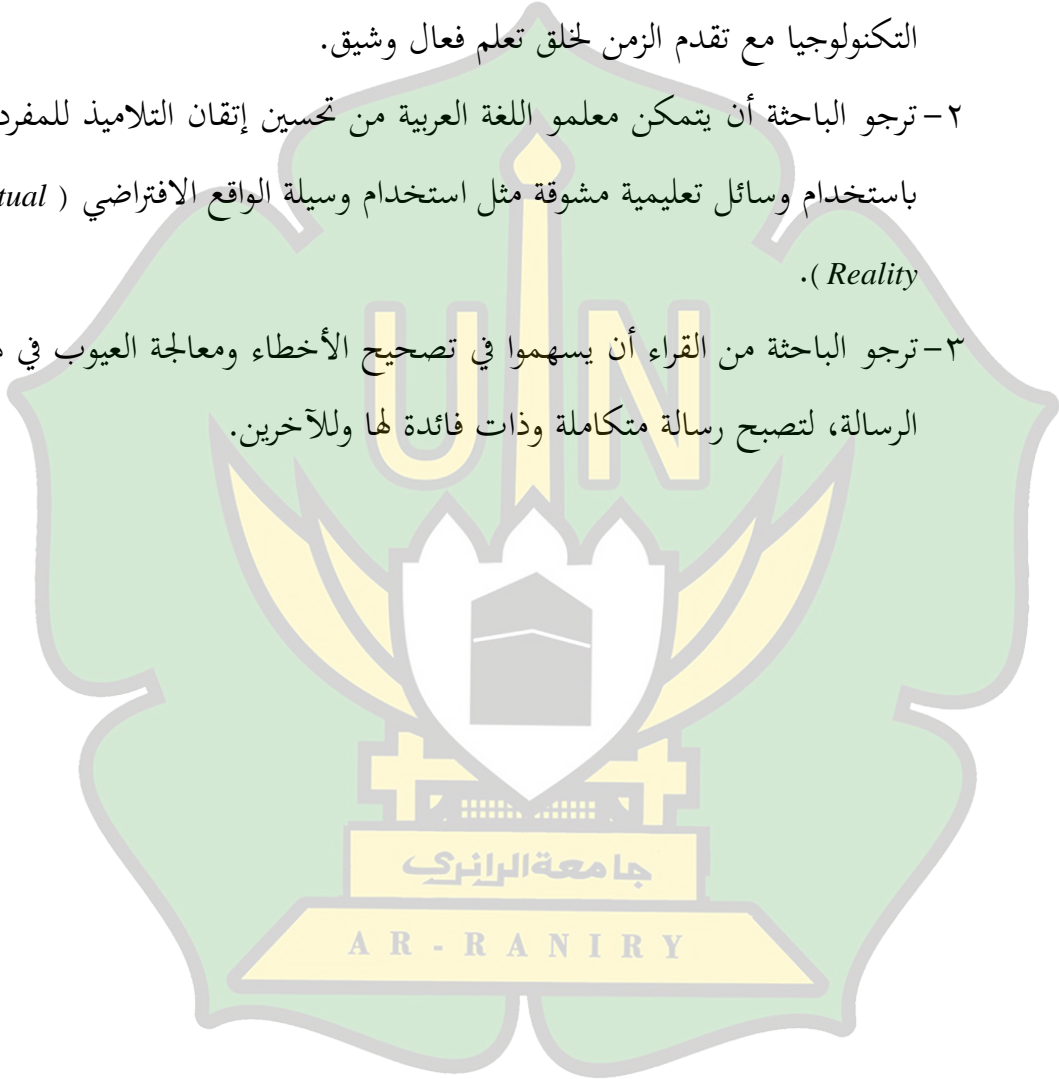 التكنولوجيا مع تقدم الزمن لخلق تعلم فعال وشيق.
٢- ترجو الباحثة أن يتمكن معلمو اللغة العربية من تحسين إتقان التلاميذ
باستخدام وسائل تعليمية مشوقة مثل استخدام وسيلة الواقع الافتراضي (
Reality ).
٣- ترجو الباحثة من القراء أن يسهموا في تصحيح الأخطاء ومعالجة العيوب في
الرسالة، لتصبح رسالة متكاملة وذات فائدة لها وللآخرين.
UIN
جامعة الرانري
AR-RANIRY